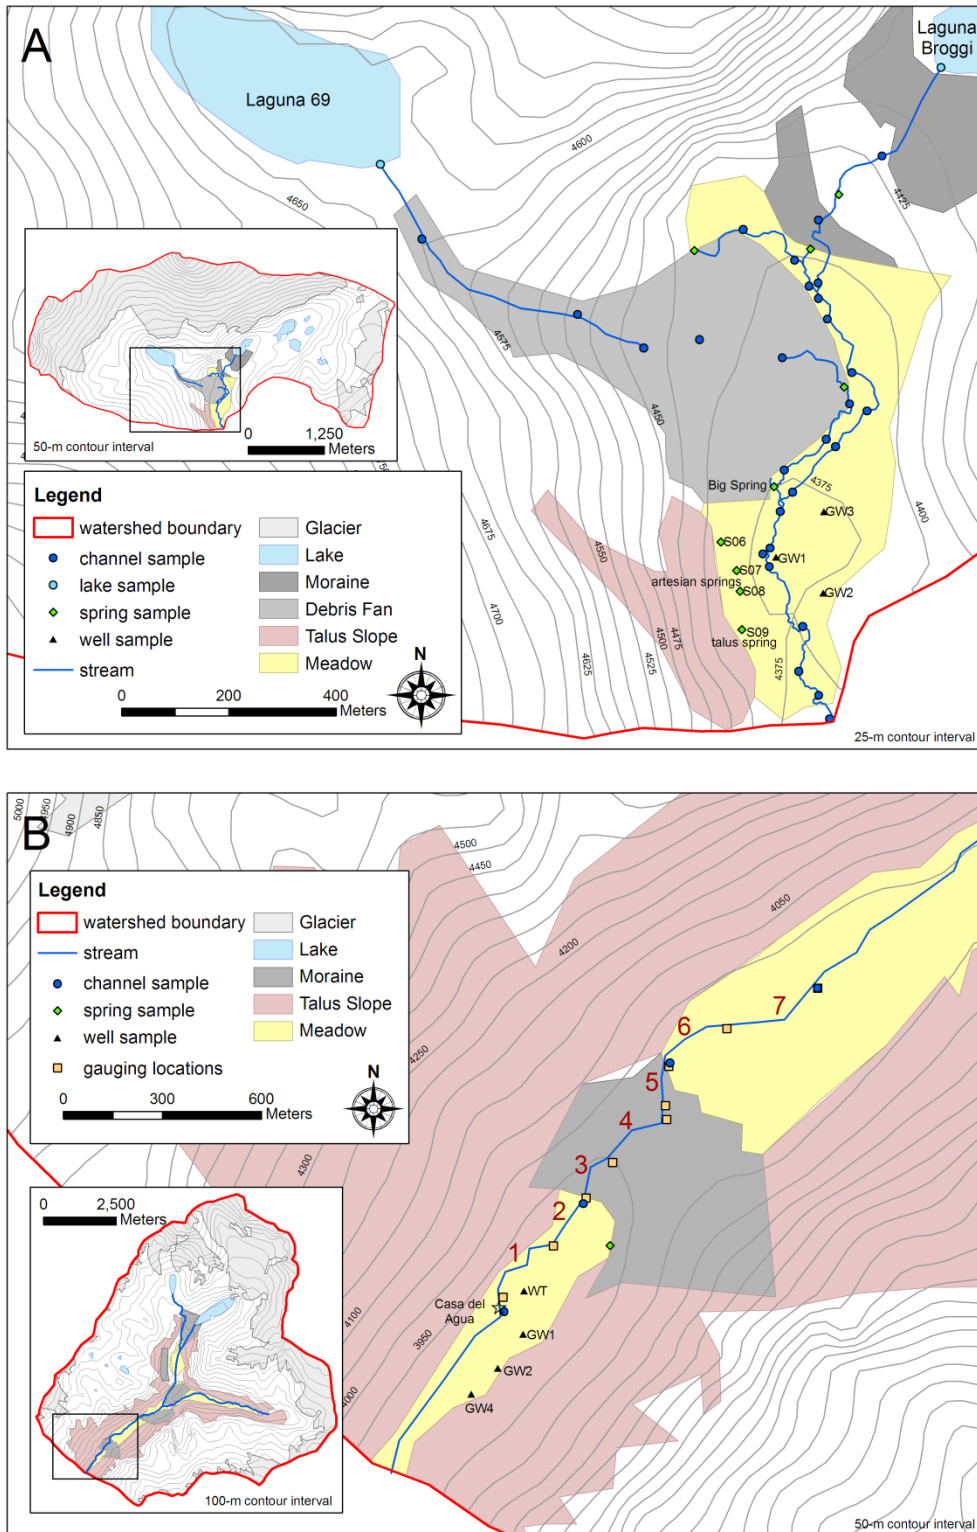 A
Laguna
Broggi
Laguna 69
4600
4650
4425
4575
4450
4375
4400
Big Spring
GW3
S06
GW1
S07
artesian springs
S08
GW2
S09
talus spring
4550
4475
4500
4525
4675
4700
4625
4375
50-m contour interval
0 1,250
Meters
Legend
watershed boundary
channel sample
lake sample
spring sample
well sample
stream
Glacier
Lake
Moraine
Debris Fan
Talus Slope
Meadow
0 200 400
Meters
N
25-m contour interval
B
5000
4950
4900
4850
4500
4450
4050
4200
4250
4300
4100
3950
4000
Legend
watershed boundary
stream
channel sample
spring sample
well sample
gauging locations
Glacier
Lake
Moraine
Talus Slope
Meadow
0 300 600
Meters
N
7
6
5
4
3
2
1
WT
Casa del
Agua
GW1
GW2
GW4
0 2,500
Meters
100-m contour interval
50-m contour interval